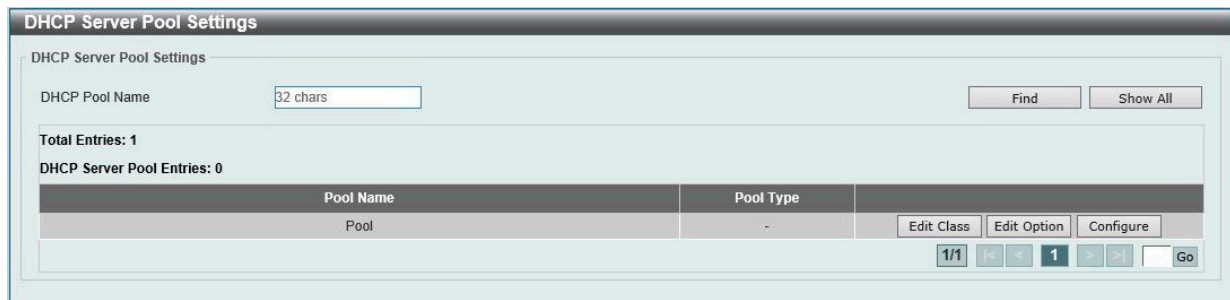 DHCP Server Pool Settings
DHCP Server Pool Settings
DHCP Pool Name 32 chars Find Show All
Total Entries: 1
DHCP Server Pool Entries: 0
Pool Name Pool Type
Pool - Edit Class Edit Option Configure
1/1 |< < 1 > >| Go